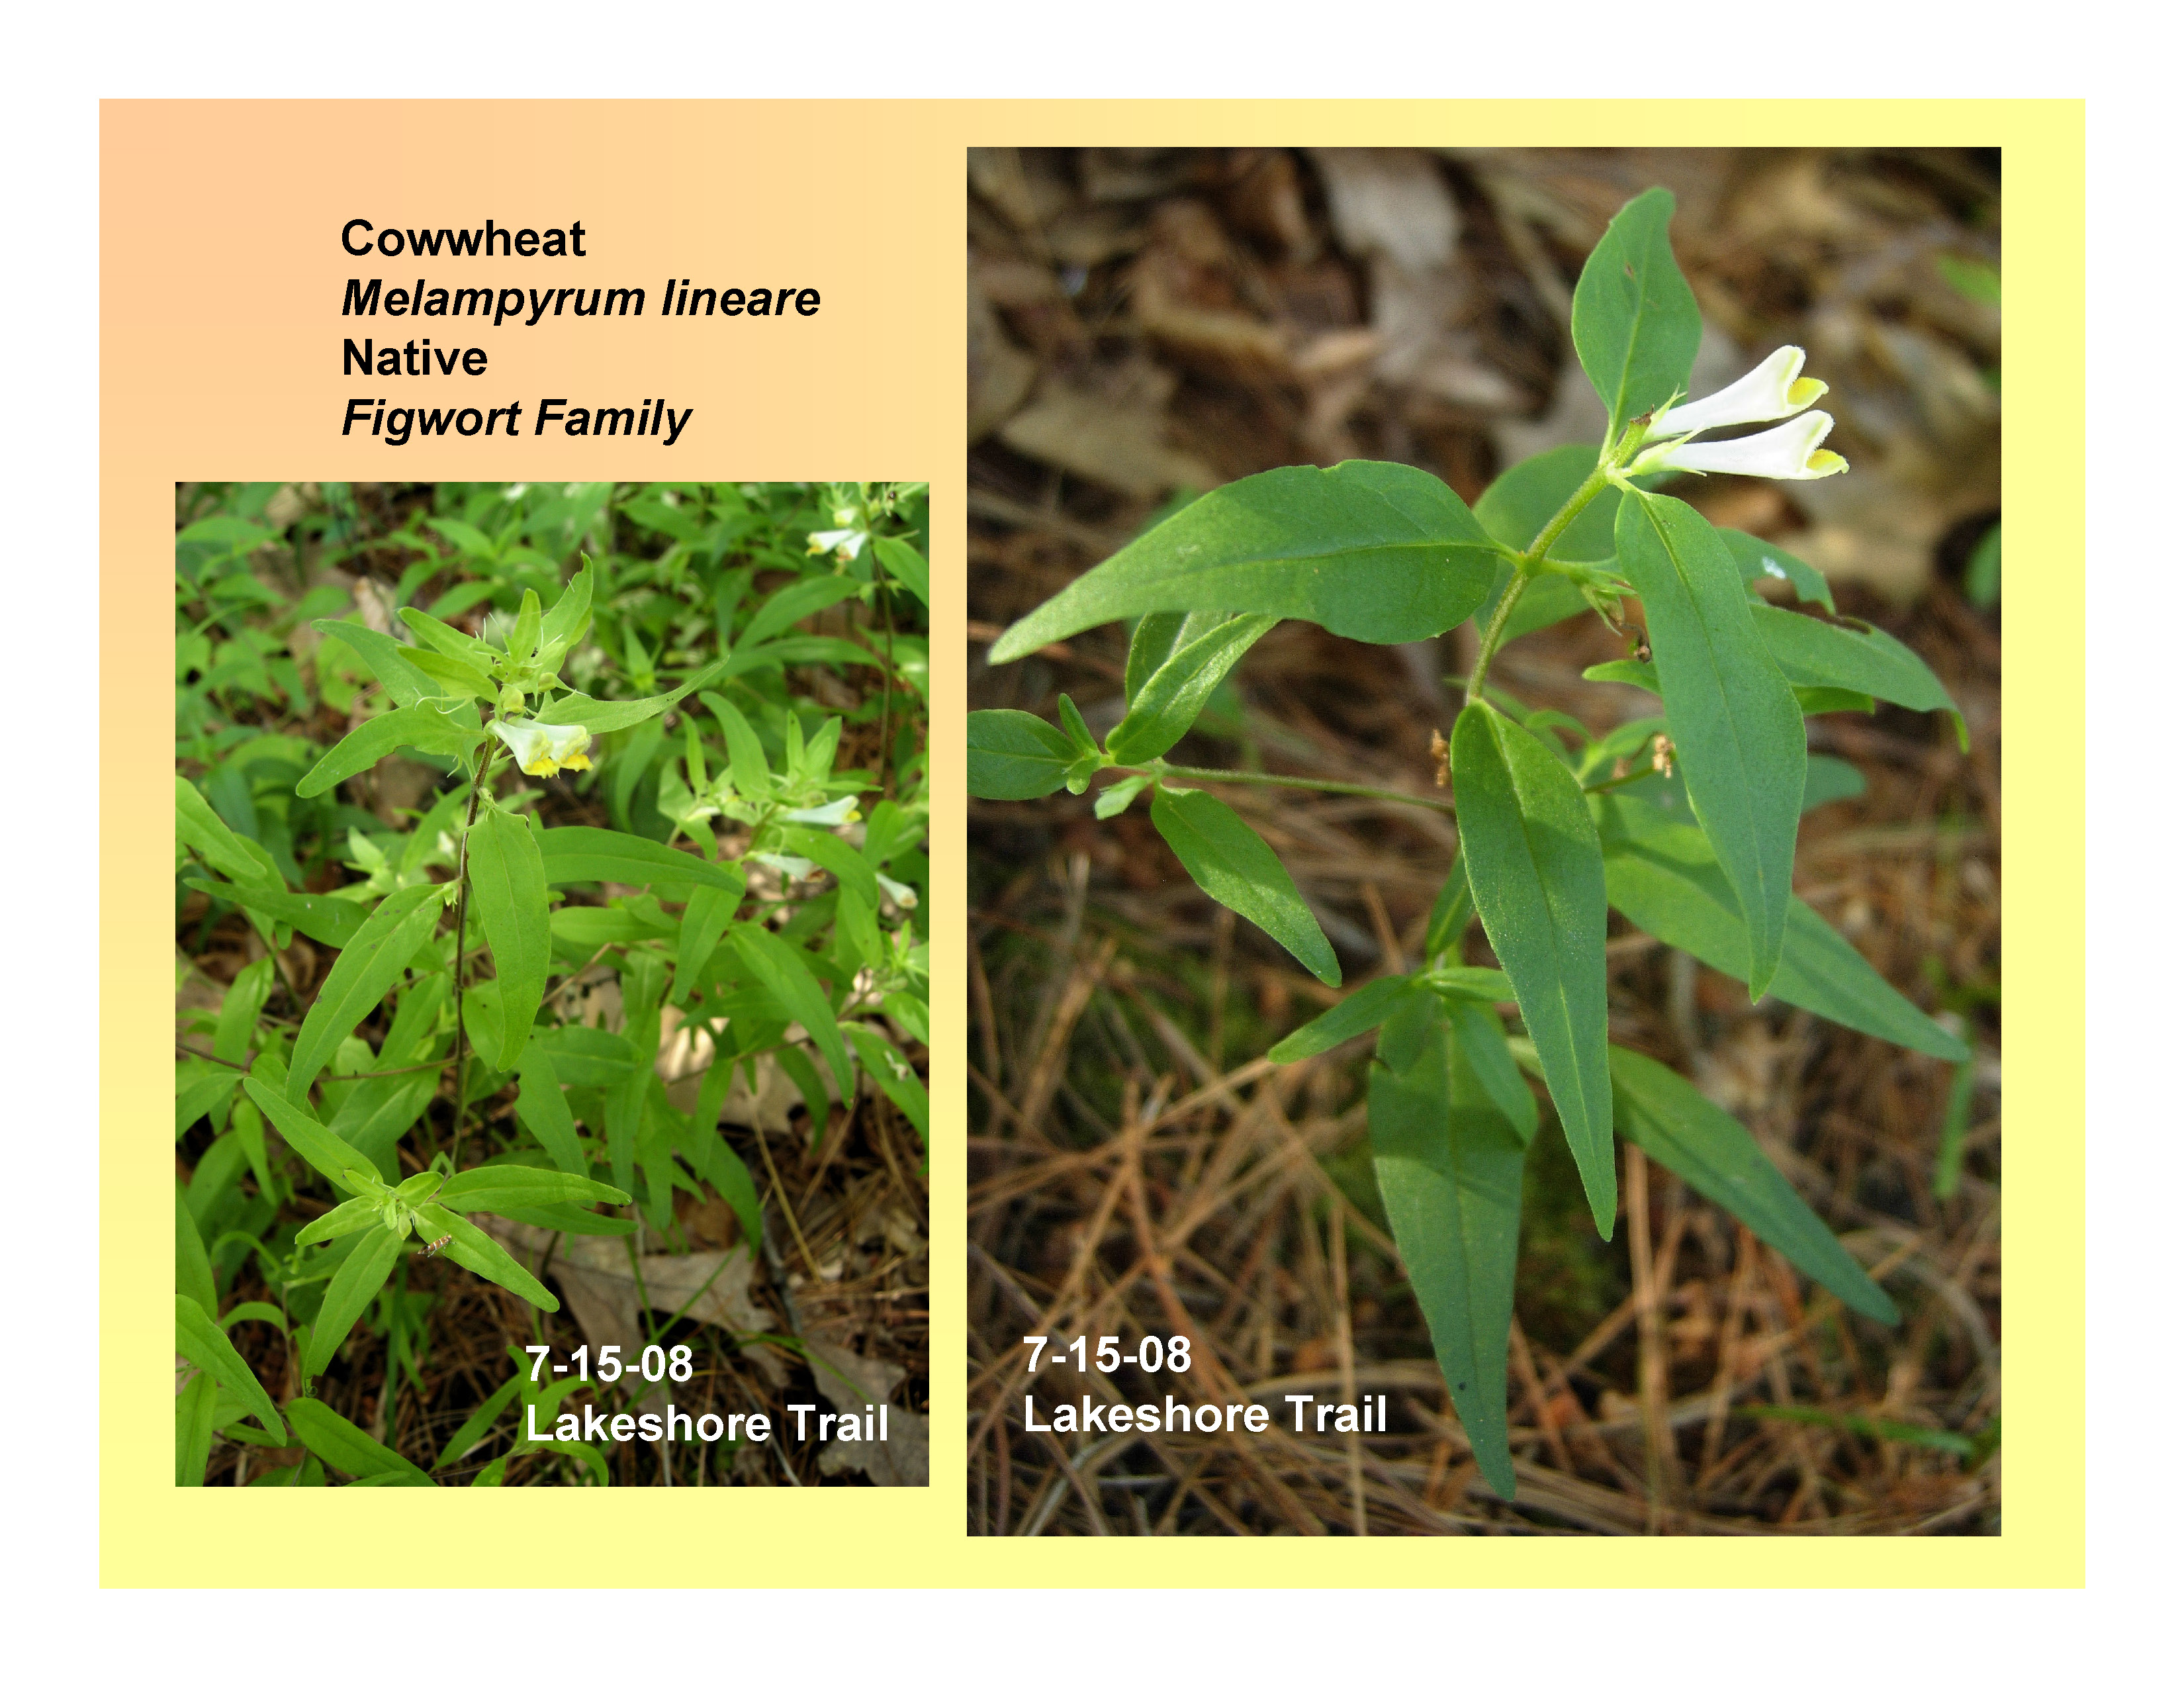 Cowwheat
Melampyrum lineare
Native
Figwort Family
7-15-08
Lakeshore Trail
7-15-08
Lakeshore Trail